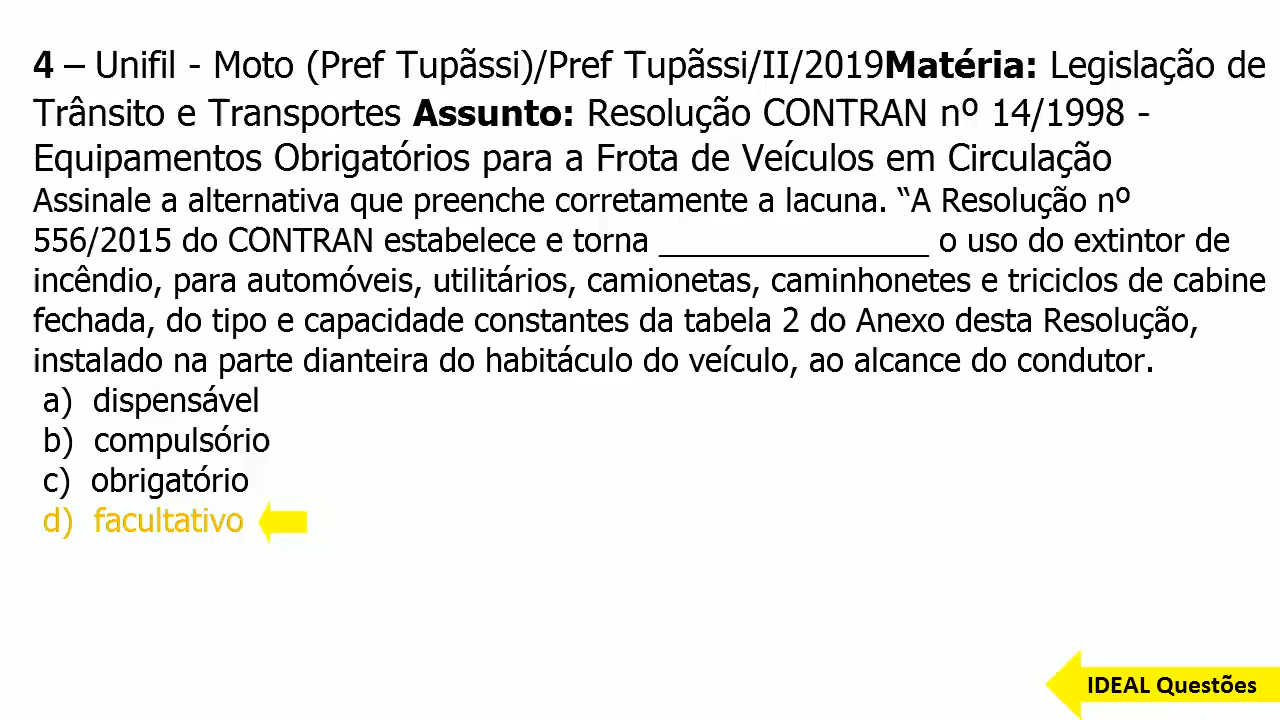 4 – Unifil - Moto (Pref Tupãssi)/Pref Tupãssi/II/2019Matéria: Legislação de
Trânsito e Transportes Assunto: Resolução CONTRAN nº 14/1998 -
Equipamentos Obrigatórios para a Frota de Veículos em Circulação
Assinale a alternativa que preenche corretamente a lacuna. “A Resolução nº
556/2015 do CONTRAN estabelece e torna ________________ o uso do extintor de
incêndio, para automóveis, utilitários, camionetas, caminhonetes e triciclos de cabine
fechada, do tipo e capacidade constantes da tabela 2 do Anexo desta Resolução,
instalado na parte dianteira do habitáculo do veículo, ao alcance do condutor.
a) dispensável
b) compulsório
c) obrigatório
d) facultativo
IDEAL Questões